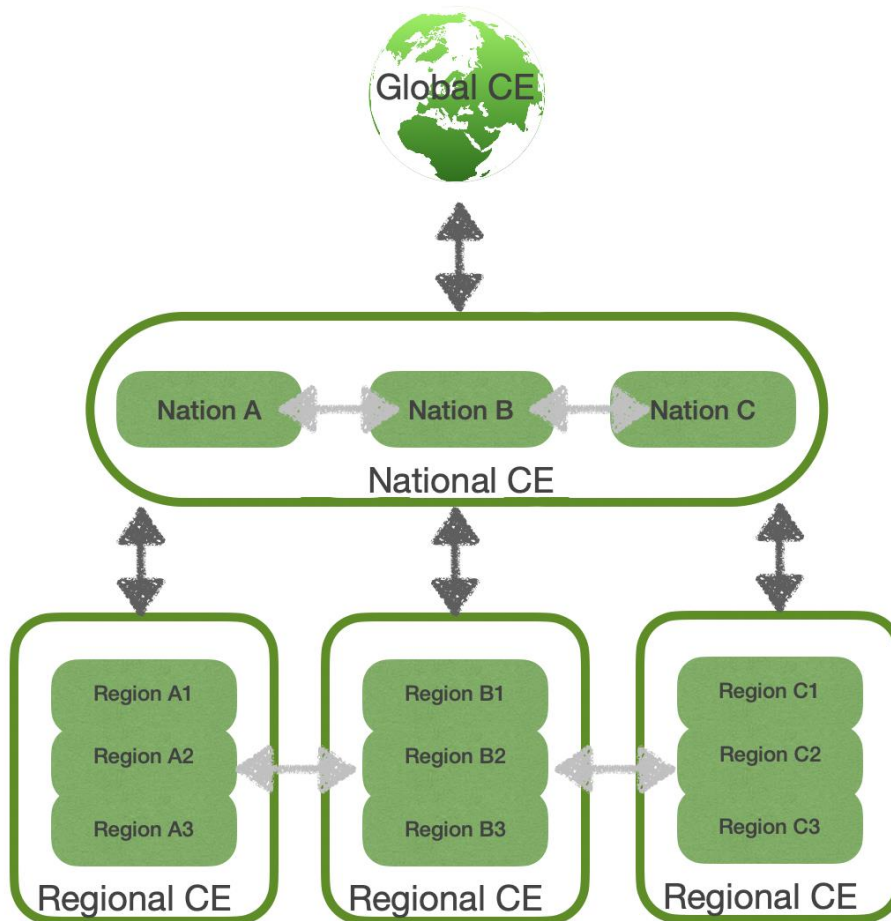 Global CE
Nation A
Nation B
Nation C
National CE
Region A1
Region A2
Region A3
Regional CE
Region B1
Region B2
Region B3
Regional CE
Region C1
Region C2
Region C3
Regional CE